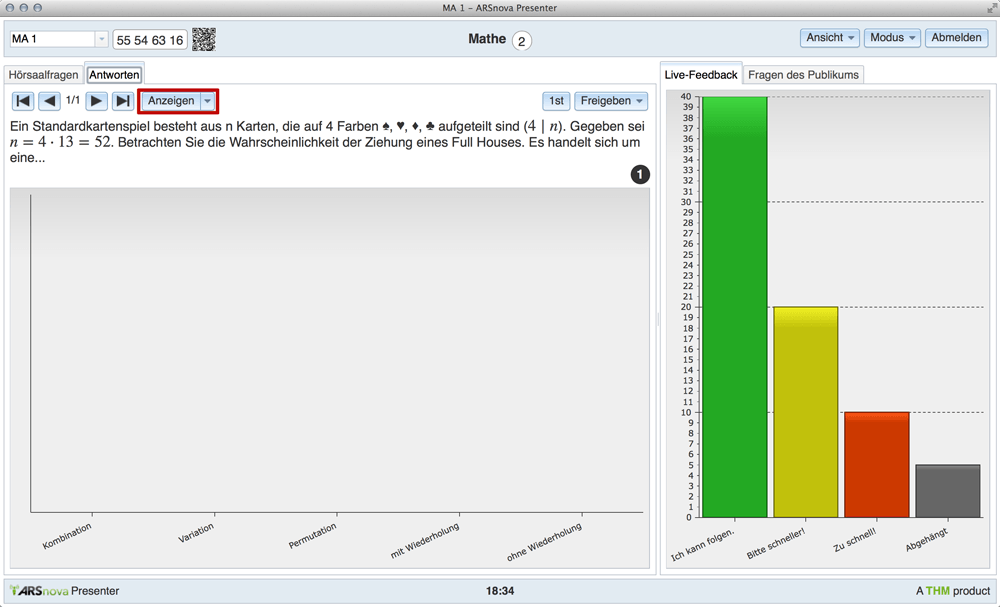 MA 1 – ARSnova Presenter
MA 1
55 54 63 16
Mathe 2
Ansicht
Modus
Abmelden
Hörsaalfragen
Antworten
1/1
Anzeigen
1st
Freigeben
Ein Standardkartenspiel besteht aus n Karten, die auf 4 Farben ♠, ♥, ♦, ♣ aufgeteilt sind (4 | n). Gegeben sei
n = 4 · 13 = 52. Betrachten Sie die Wahrscheinlichkeit der Ziehung eines Full Houses. Es handelt sich um
eine...
1
Kombination
Variation
Permutation
mit Wiederholung
ohne Wiederholung
Live-Feedback
Fragen des Publikums
40
39
38
37
36
35
34
33
32
31
30
29
28
27
26
25
24
23
22
21
20
19
18
17
16
15
14
13
12
11
10
9
8
7
6
5
4
3
2
1
0
Ich kann folgen.
Bitte schneller!
Zu schnell!
Abgehängt
ARSnova Presenter
18:34
A THM product